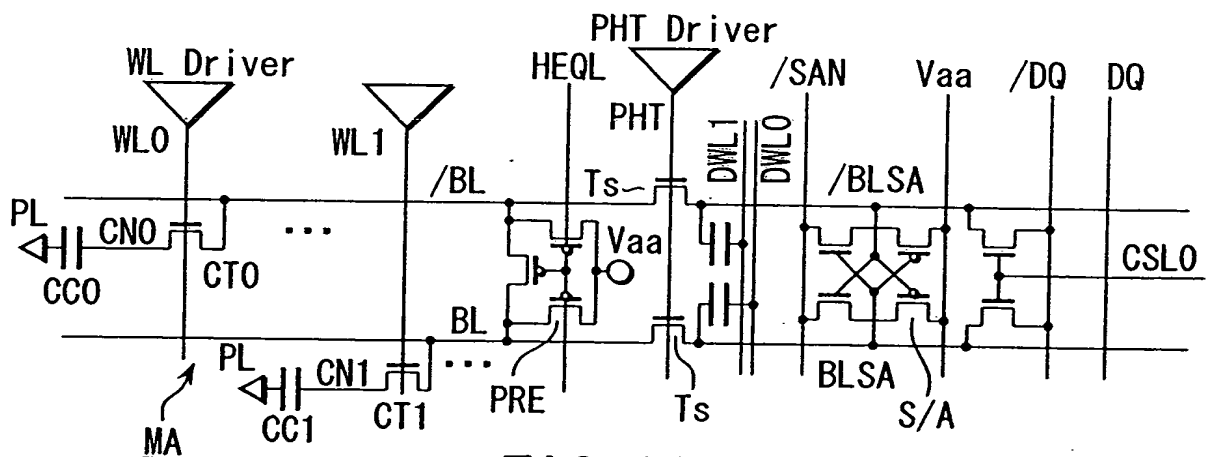 PHT Driver
WL Driver
HEQL
/SAN
Vaa
/DQ
DQ
WL0
WL1
PHT
DWL1
DWL0
/BL
Ts
/BLSA
PL
CN0
...
Vaa
CSL0
CC0
CT0
BL
...
PL
CN1
BLSA
MA
CC1
CT1
PRE
Ts
S/A